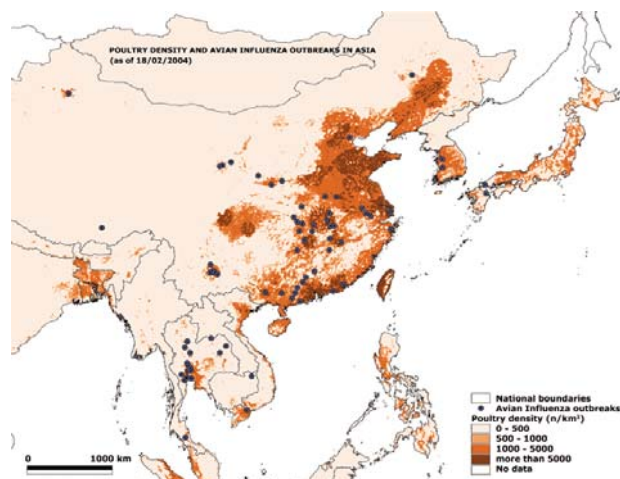 POULTRY DENSITY AND AVIAN INFLUENZA OUTBREAKS IN ASIA
(as of 18/02/2004)
National boundaries
Avian Influenza outbreaks
Poultry density (n/km²)
0 - 500
500 - 1000
1000 - 5000
more than 5000
No data
0 1000 km